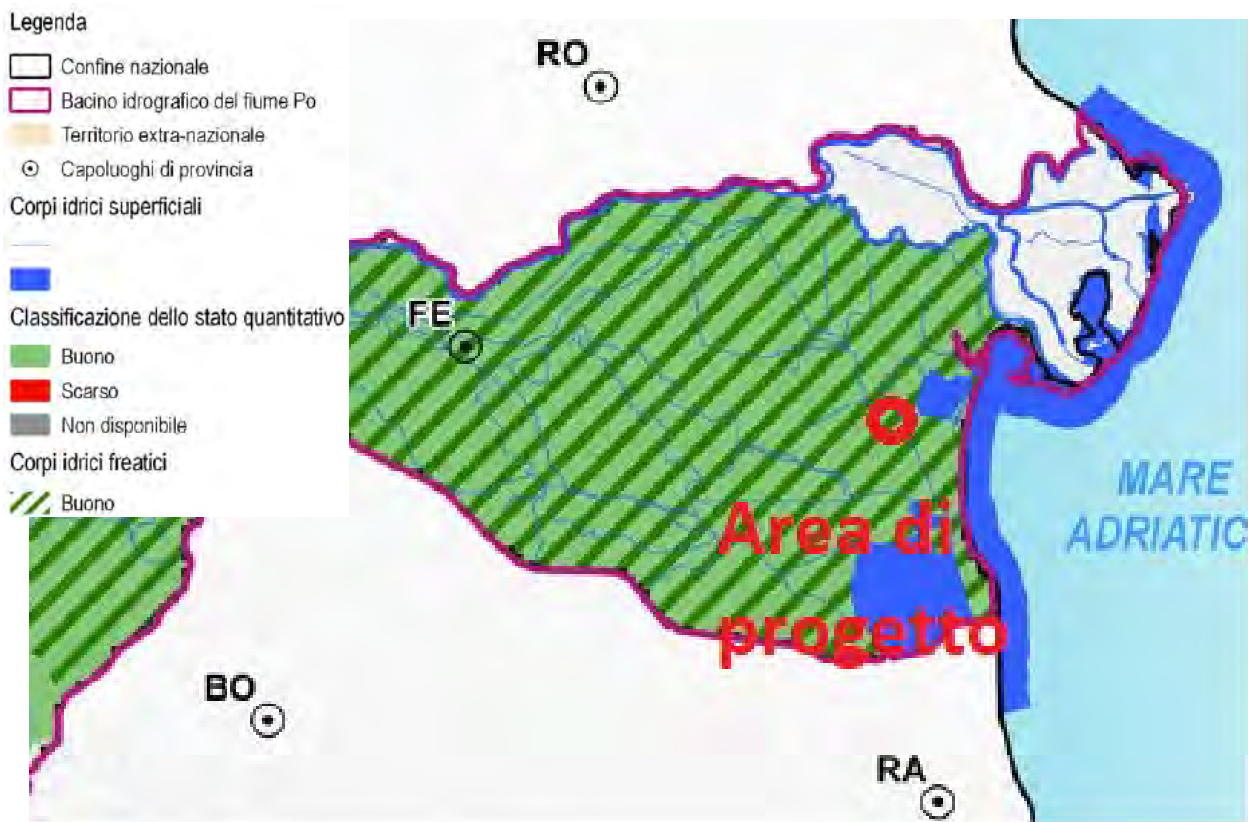 Legenda
Confine nazionale
Bacino idrografico del fiume Po
Territorio extra-nazionale
Capoluoghi di provincia
Corpi idrici superficiali
Classificazione dello stato quantitativo
Buono
Scarso
Non disponibile
Corpi idrici freatici
Buono
RO
FE
MARE
ADRIATIC
Area di
progetto
BO
RA